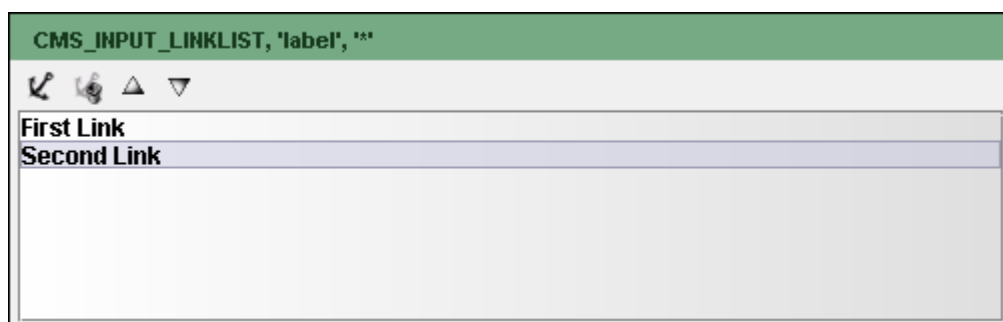 CMS_INPUT_LINKLIST, 'label', '*'
First Link
Second Link